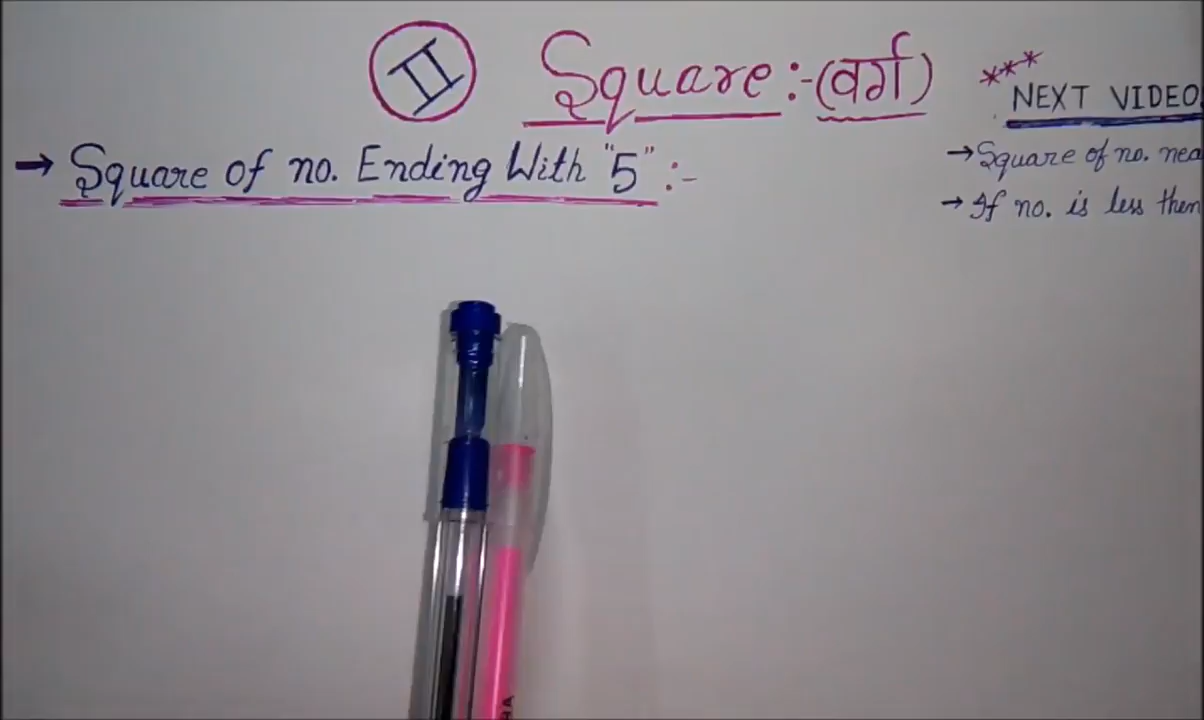 II Square :- (वर्ग)
***
NEXT VIDEO
→ Square of no. Ending With "5" :-
→ Square of no.
→ If no. is less then